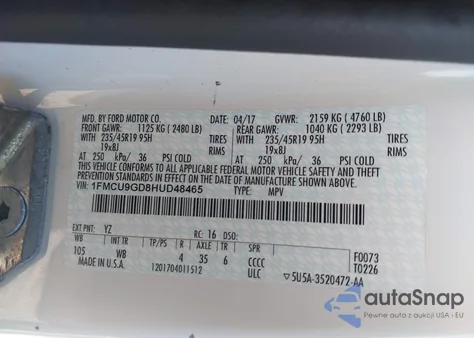 MFD. BY FORD MOTOR CO. 04/17 GVWR: 2159 KG ( 4760 LB)
FRONT GAWR: 1125 KG ( 2480 LB) REAR GAWR: 1040 KG ( 2293 LB)
WITH 235/45R19 95H TIRES WITH 235/45R19 95H TIRES
19x8J RIMS 19x8J RIMS
AT 250 kPa/ 36 PSI COLD AT 250 kPa/ 36 PSI COLD
THIS VEHICLE CONFORMS TO ALL APPLICABLE FEDERAL MOTOR VEHICLE SAFETY AND THEFT PREVENTION STANDARDS IN
EFFECT ON THE DATE OF MANUFACTURE SHOWN ABOVE.
VIN: 1FMCU9GD8HUD48465 TYPE: MPV
EXT PNT: YZ RC: 16 DSO: F0073
WB INT TR TP/PS R AXLE TR SPR T0226
105 WB 4 35 6 CCCC
MADE IN U.S.A. 1201704011512 ULC ▽5U5A-3520472-AA
autoSnap
Pewne auta z USA i EU